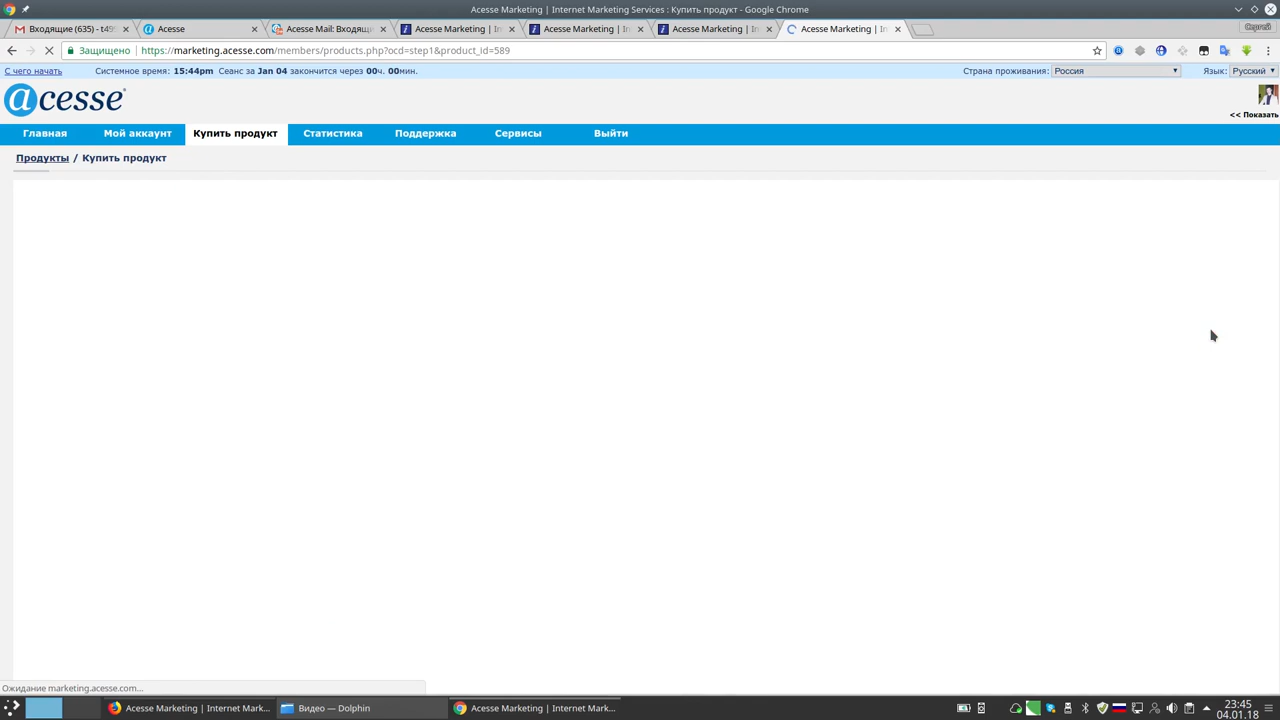 Acesse Marketing | Internet Marketing Services : Купить продукт - Google Chrome
Входящие (635) - t49
Acesse
Acesse Mail: Входящи
Acesse Marketing | In
Acesse Marketing | In
Acesse Marketing | In
Acesse Marketing | In
Сергей
Защищено
https://marketing.acesse.com/members/products.php?ocd=step1&product_id=589
С чего начать
Системное время: 15:44pm Сеанс за Jan 04 закончится через 00ч. 00мин.
Страна проживания: Россия
Язык: Русский
acesse
<< Показать
Главная
Мой аккаунт
Купить продукт
Статистика
Поддержка
Сервисы
Выйти
Продукты / Купить продукт
Ожидание marketing.acesse.com...
Acesse Marketing | Internet Mark...
Видео — Dolphin
Acesse Marketing | Internet Mark...
23:45
04.01.18